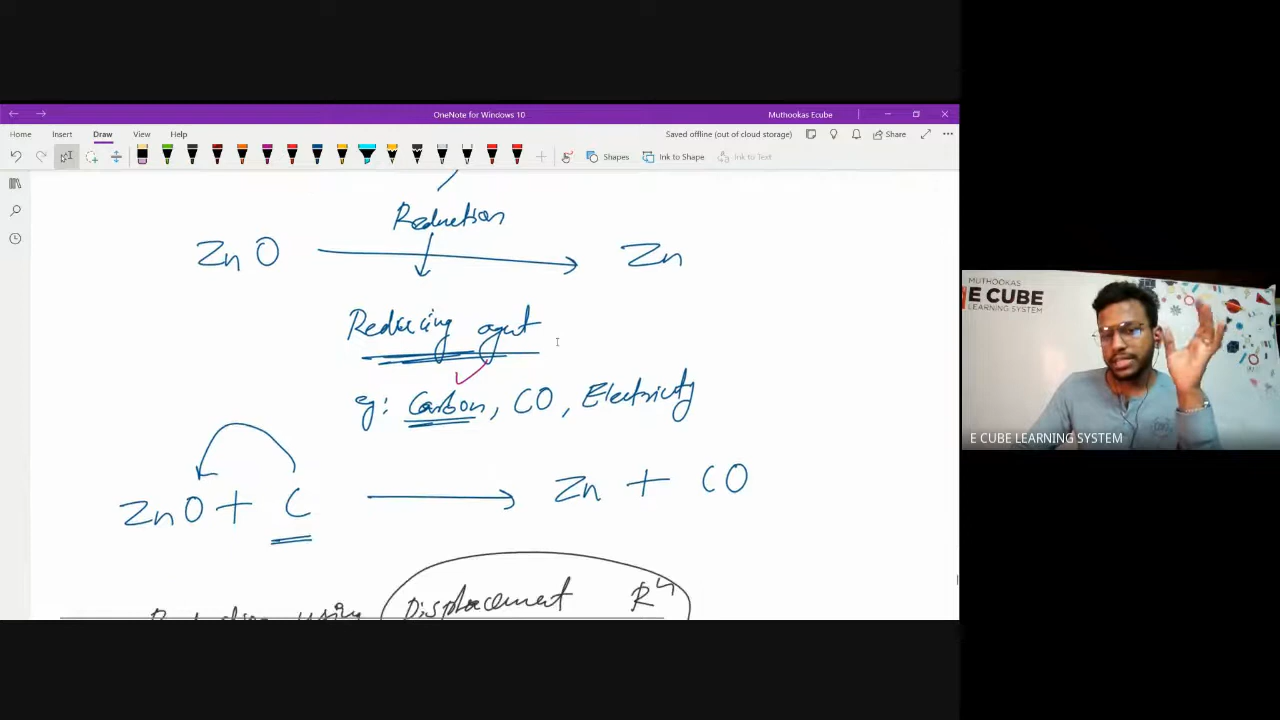 OneNote for Windows 10
Muthookas Ecube
Home Insert Draw View Help
Saved offline (out of cloud storage)
Share
Shapes
Ink to Shape
Ink to Text
Reduction
ZnO Zn
Reducing agent
eg: Carbon, CO, Electricity
ZnO + C Zn + CO
using Displacement
MUTHOOKAS
E CUBE
LEARNING SYSTEM
E CUBE LEARNING SYSTEM